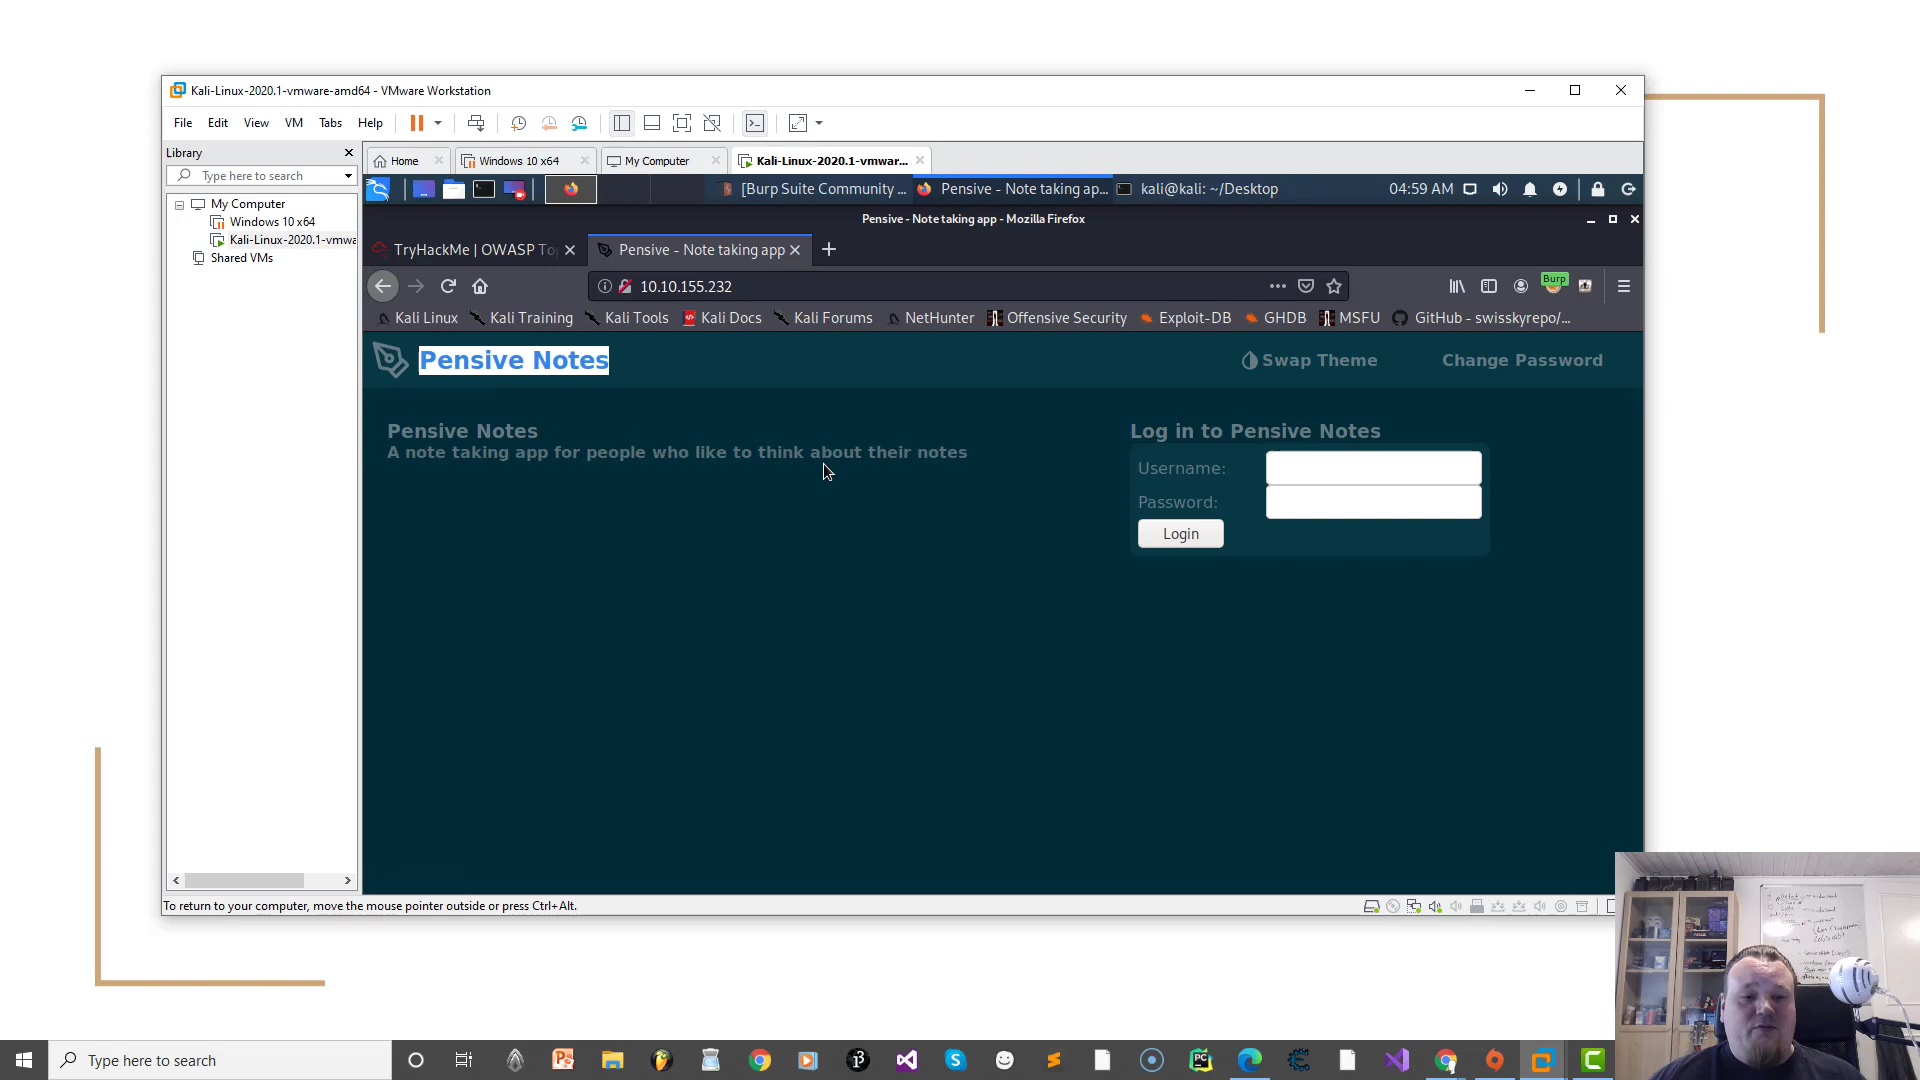 Kali-Linux-2020.1-vmware-amd64 - VMware Workstation
File Edit View VM Tabs Help
Library
Type here to search
My Computer
Windows 10 x64
Kali-Linux-2020.1-vmwa
Shared VMs
Home Windows 10 x64 My Computer Kali-Linux-2020.1-vmwar...
[Burp Suite Community ... Pensive - Note taking ap... kali@kali: ~/Desktop 04:59 AM
Pensive - Note taking app - Mozilla Firefox
TryHackMe | OWASP To Pensive - Note taking app
10.10.155.232
Burp
Kali Linux Kali Training Kali Tools Kali Docs Kali Forums NetHunter Offensive Security Exploit-DB GHDB MSFU GitHub - swisskyrepo/...
Pensive Notes Swap Theme Change Password
Pensive Notes
A note taking app for people who like to think about their notes
Log in to Pensive Notes
Username:
Password:
Login
To return to your computer, move the mouse pointer outside or press Ctrl+Alt.
Type here to search